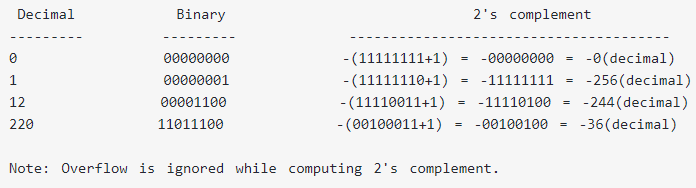 Decimal Binary 2's complement
--------- --------- -------------------------------------
0 00000000 -(11111111+1) = -00000000 = -0(decimal)
1 00000001 -(11111110+1) = -11111111 = -256(decimal)
12 00001100 -(11110011+1) = -11110100 = -244(decimal)
220 11011100 -(00100011+1) = -00100100 = -36(decimal)
Note: Overflow is ignored while computing 2's complement.